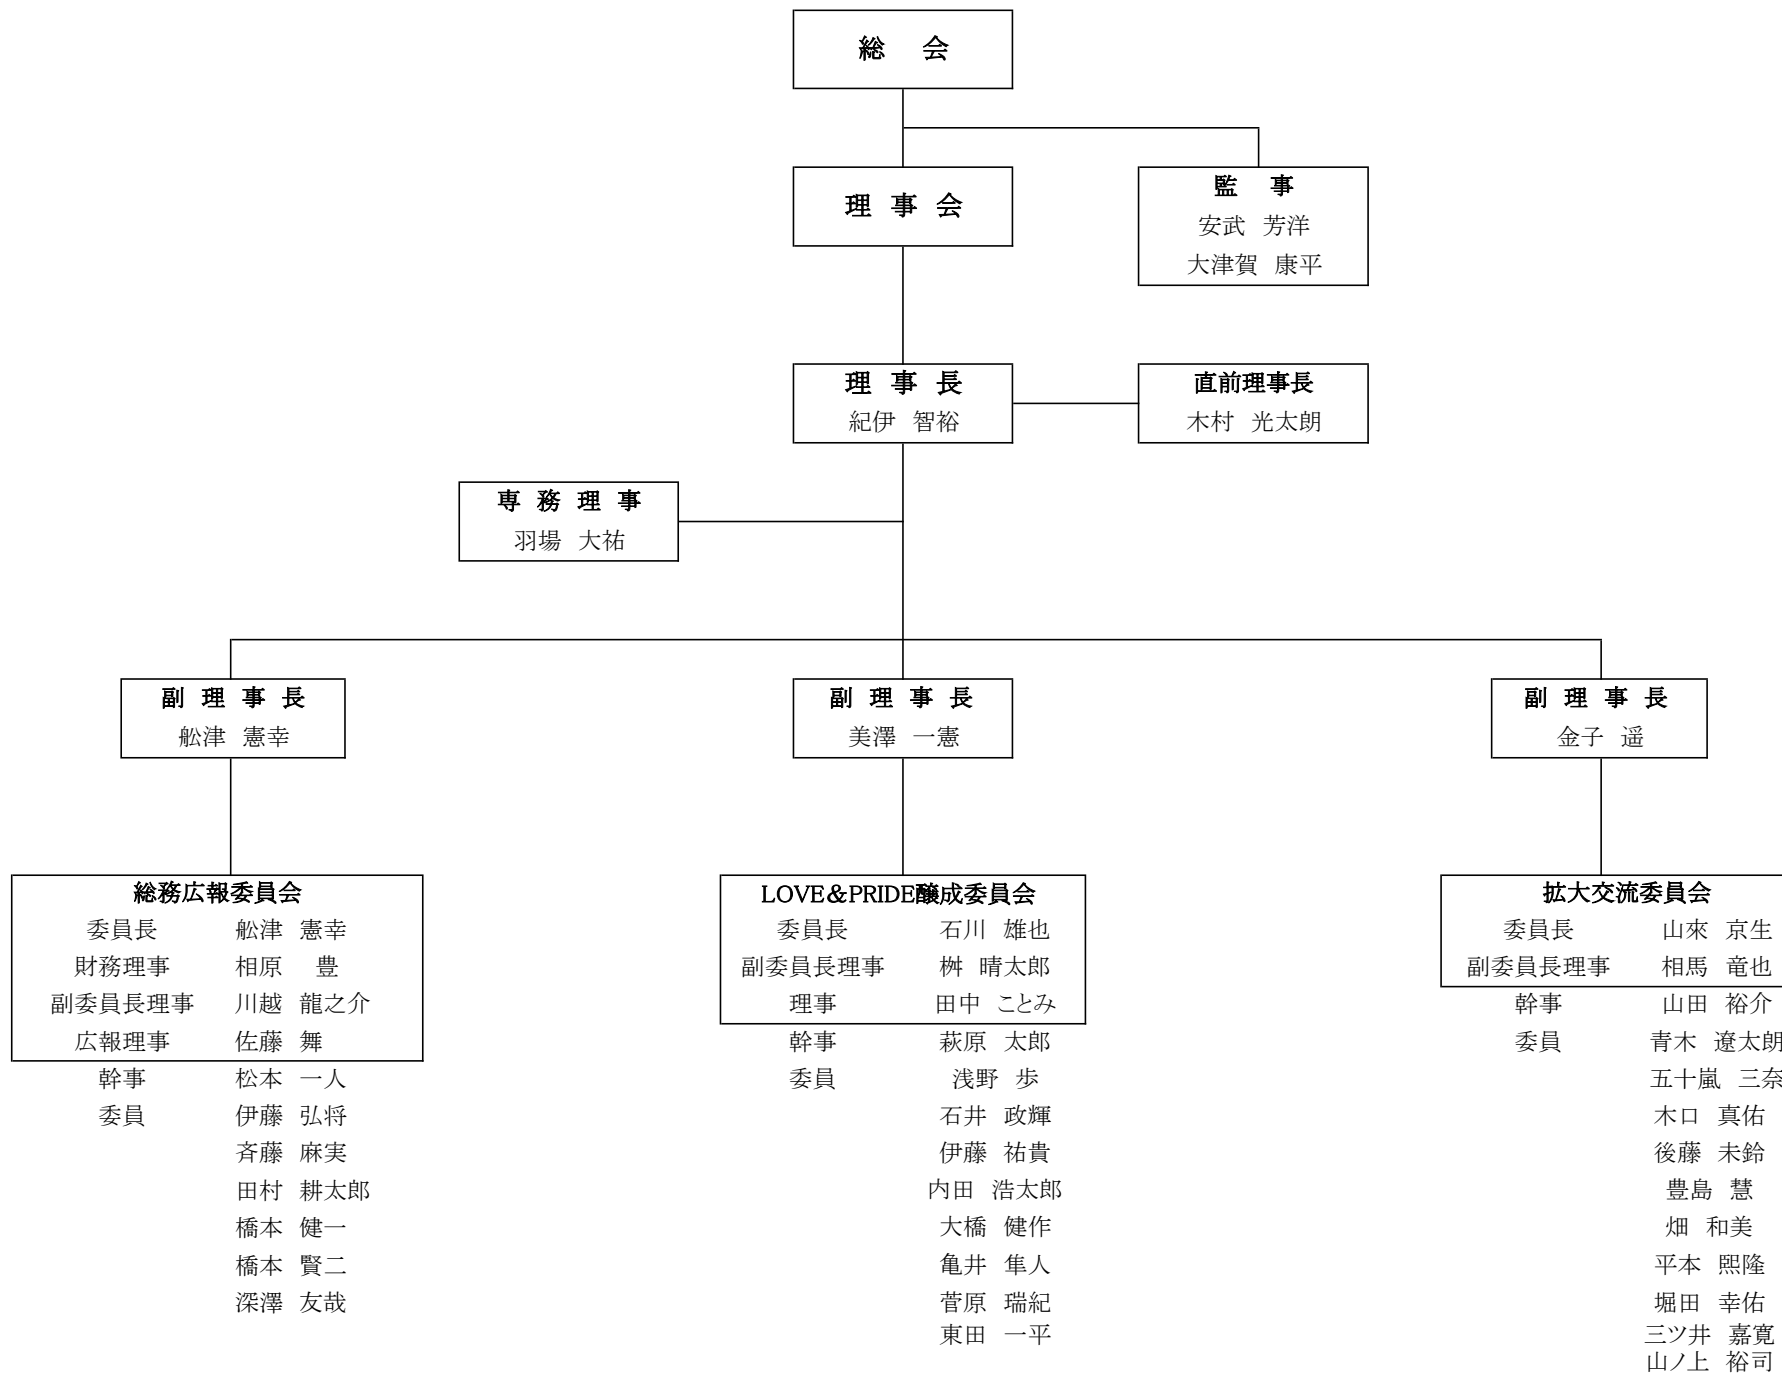 総 会
理 事 会
監 事
安武 芳洋
大津賀 康平
理 事 長
紀伊 智裕
直前理事長
木村 光太朗
専 務 理 事
羽場 大祐
副 理 事 長
舩津 憲幸
副 理 事 長
美澤 一憲
副 理 事 長
金子 遥
総務広報委員会
委員長 舩津 憲幸
財務理事 相原 豊
副委員長理事 川越 龍之介
広報理事 佐藤 舞
幹事 松本 一人
委員 伊藤 弘将
斉藤 麻実
田村 耕太郎
橋本 健一
橋本 賢二
深澤 友哉
LOVE&PRIDE醸成委員会
委員長 石川 雄也
副委員長理事 桝 晴太郎
理事 田中 ことみ
幹事 萩原 太郎
委員 浅野 歩
石井 政輝
伊藤 祐貴
内田 浩太郎
大橋 健作
亀井 隼人
菅原 瑞紀
東田 一平
拡大交流委員会
委員長 山來 京生
副委員長理事 相馬 竜也
幹事 山田 裕介
委員 青木 遼太朗
五十嵐 三奈
木口 真佑
後藤 未鈴
豊島 慧
畑 和美
平本 熙隆
堀田 幸佑
三ツ井 嘉寛
山ノ上 裕司